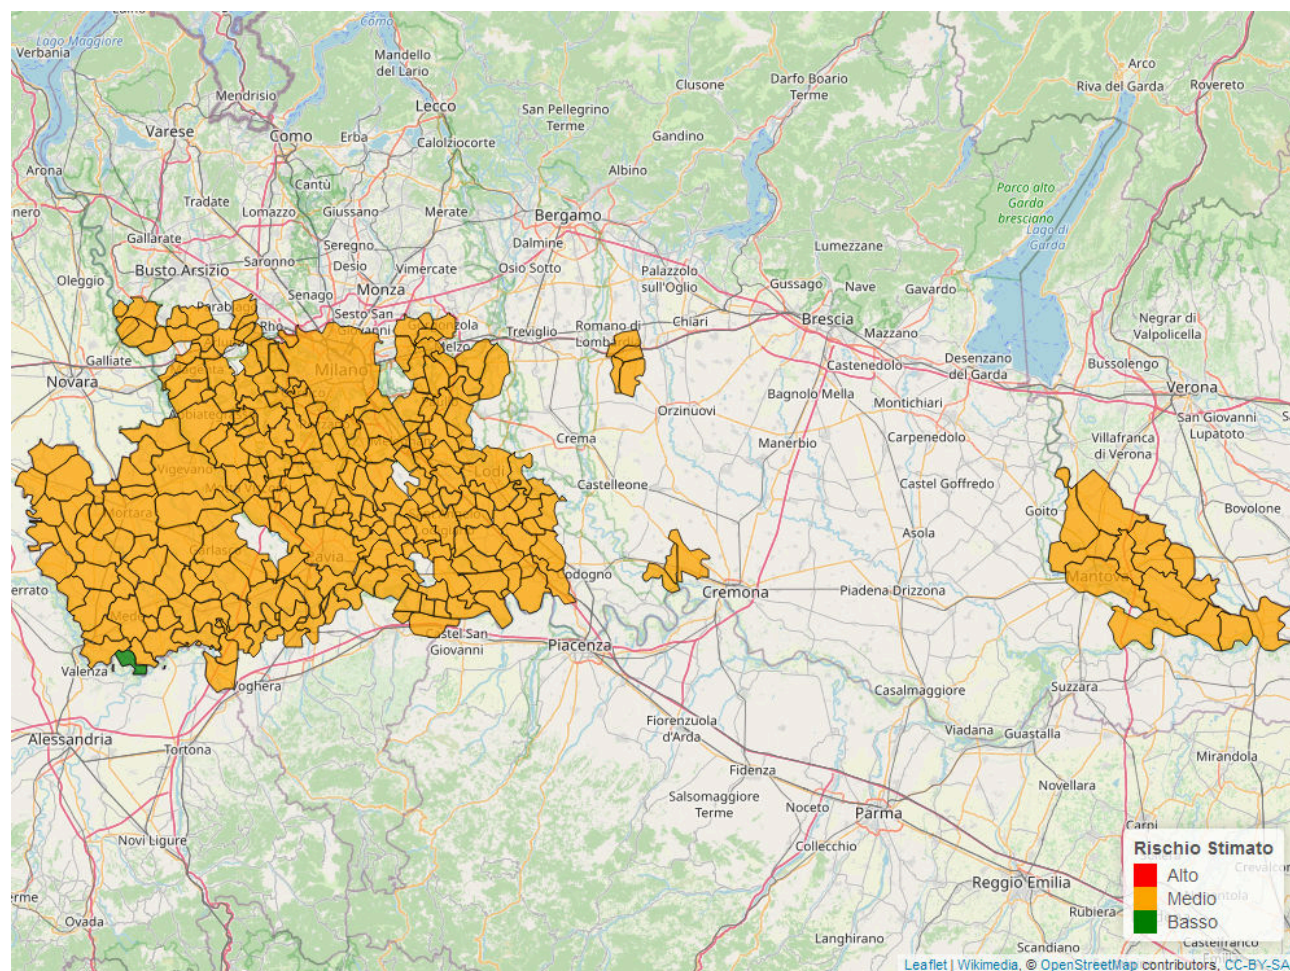 Lago Maggiore
Verbania
Como
Mandello
del Lario
Clusone
Darfo Boario
Terme
Arco
Riva del Garda
Rovereto
Mendrisio
Lecco
San Pellegrino
Terme
Varese
Como
Erba
Calolziocorte
Gandino
Arona
Albino
Cantù
Parco alto
Garda
bresciano
Lago di
Garda
Tradate
Lomazzo
Giussano
Merate
Bergamo
Gallarate
Seregno
Dalmine
Lumezzane
Oleggio
Busto Arsizio
Saronno
Desio
Vimercate
Osio Sotto
Palazzolo
sull'Oglio
Gussago
Nave
Gavardo
Senago
Monza
Sesto San
Giovanni
Rho
Treviglio
Romano di
Chiari
Brescia
Mazzano
Negrar di
Valpolicella
Melzo
Galliate
Novara
Milano
Castenedolo
Desenzano
del Garda
Bussolengo
Verona
Bagnolo Mella
Montichiari
Orzinuovi
San Giovanni
Lupatoto
Crema
Manerbio
Carpenedolo
Villafranca
di Verona
Vigevano
Lodi
Castelleone
Castel Goffredo
Mortara
Goito
Bovolone
Asola
Garlasco
Pavia
Codogno
Cremona
Piadena Drizzona
Mantova
Piacenza
Giovanni
Valenza
Voghera
Casalmaggiore
Suzzara
Fiorenzuola
d'Arda
Viadana
Guastalla
Alessandria
Tortona
Mirandola
Fidenza
Novellara
Salsomaggiore
Terme
Noceto
Parma
Carpi
Novi Ligure
Collecchio
Rischio Stimato
Alto
Medio
Basso
Reggio Emilia
Rubiera
Ovada
Langhirano
Scandiano
Castelfranco
Leaflet | Wikimedia, © OpenStreetMap contributors, CC-BY-SA